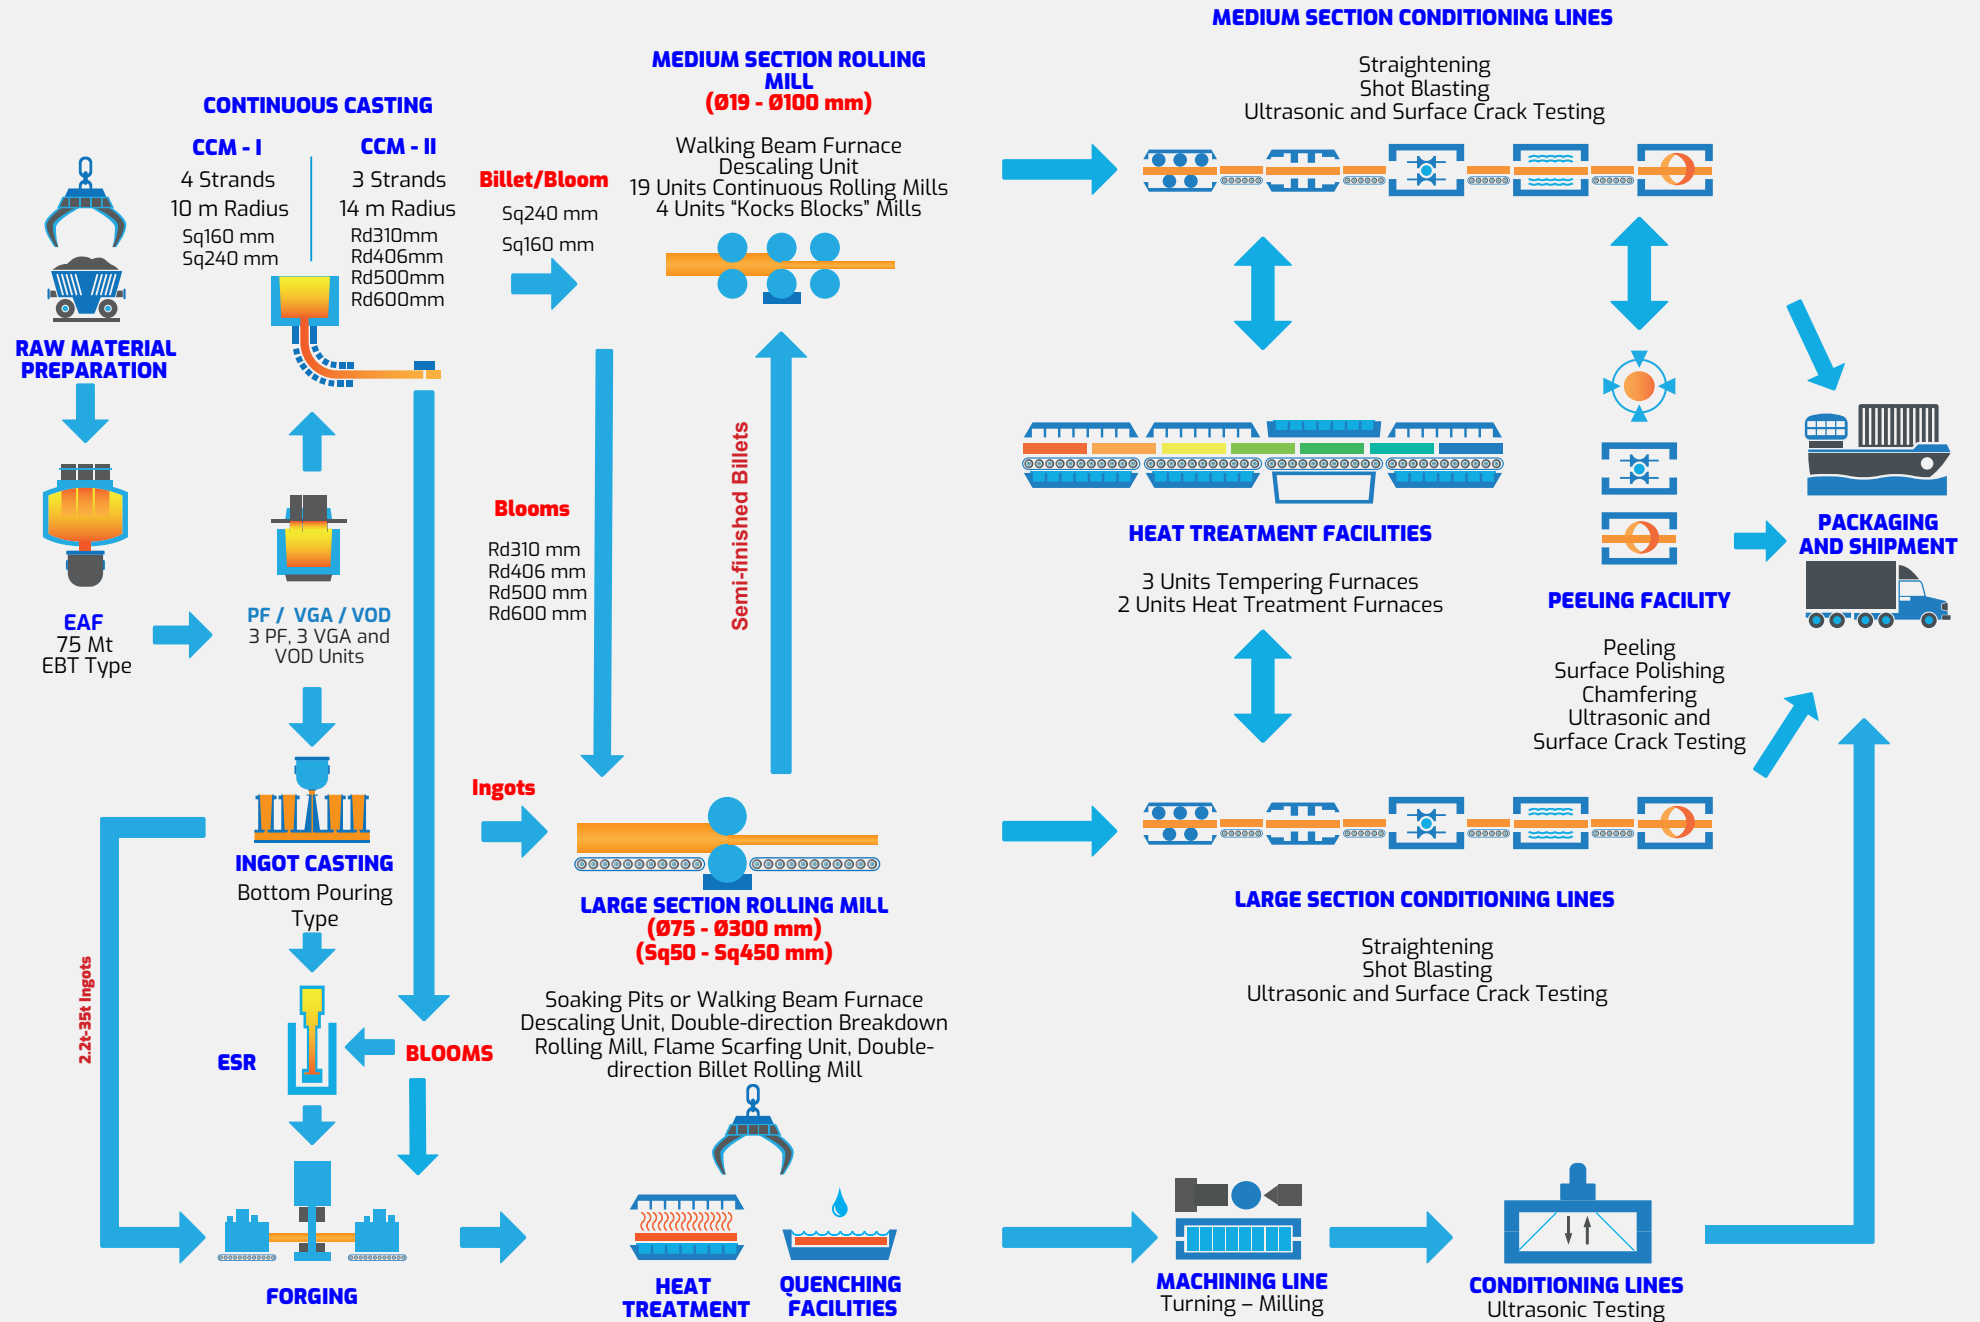 CONTINUOUS CASTING
CCM - I
4 Strands
10 m Radius
Sq160 mm
Sq240 mm
CCM - II
3 Strands
14 m Radius
Rd310mm
Rd406mm
Rd500mm
Rd600mm
RAW MATERIAL
PREPARATION
EAF
75 Mt
EBT Type
PF / VGA / VOD
3 PF, 3 VGA and
VOD Units
INGOT CASTING
Bottom Pouring
Type
2.2t-35t Ingots
ESR
BLOOMS
FORGING
Billet/Bloom
Sq240 mm
Sq160 mm
Blooms
Rd310 mm
Rd406 mm
Rd500 mm
Rd600 mm
Ingots
MEDIUM SECTION ROLLING
MILL
(Ø19 - Ø100 mm)
Walking Beam Furnace
Descaling Unit
19 Units Continuous Rolling Mills
4 Units “Kocks Blocks” Mills
Semi-finished Billets
LARGE SECTION ROLLING MILL
(Ø75 - Ø300 mm)
(Sq50 - Sq450 mm)
Soaking Pits or Walking Beam Furnace
Descaling Unit, Double-direction Breakdown
Rolling Mill, Flame Scarfing Unit, Double-
direction Billet Rolling Mill
HEAT
TREATMENT
QUENCHING
FACILITIES
MEDIUM SECTION CONDITIONING LINES
Straightening
Shot Blasting
Ultrasonic and Surface Crack Testing
HEAT TREATMENT FACILITIES
3 Units Tempering Furnaces
2 Units Heat Treatment Furnaces
PEELING FACILITY
Peeling
Surface Polishing
Chamfering
Ultrasonic and
Surface Crack Testing
PACKAGING
AND SHIPMENT
LARGE SECTION CONDITIONING LINES
Straightening
Shot Blasting
Ultrasonic and Surface Crack Testing
MACHINING LINE
Turning – Milling
CONDITIONING LINES
Ultrasonic Testing